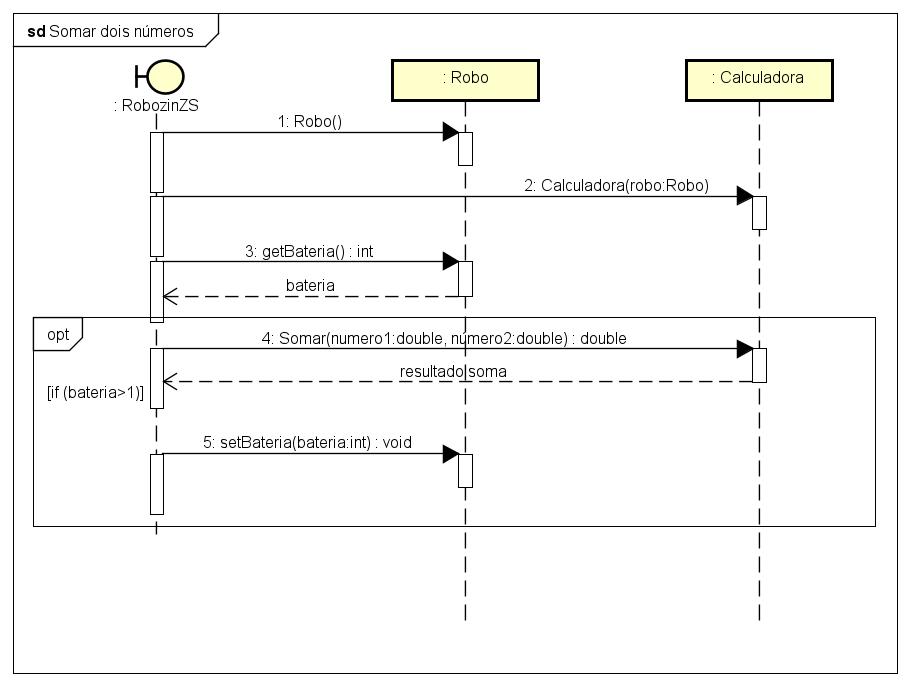 sd Somar dois números
: RobozinZS
: Robo
: Calculadora
1: Robo()
2: Calculadora(robo:Robo)
3: getBateria() : int
bateria
opt
4: Somar(numero1:double, numero2:double) : double
resultado soma
[if (bateria>1)]
5: setBateria(bateria:int) : void